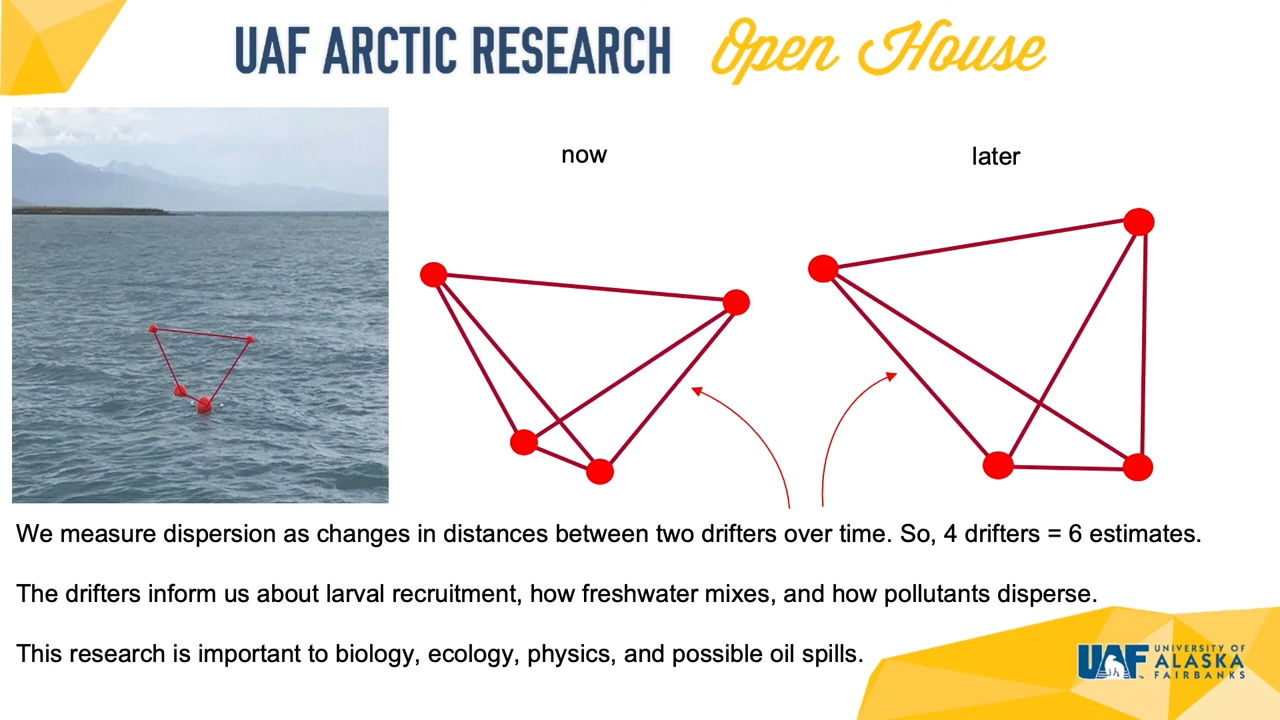 UAF ARCTIC RESEARCH Open House
now
later
We measure dispersion as changes in distances between two drifters over time. So, 4 drifters = 6 estimates.
The drifters inform us about larval recruitment, how freshwater mixes, and how pollutants disperse.
This research is important to biology, ecology, physics, and possible oil spills.
UAF
UNIVERSITY OF
ALASKA
FAIRBANKS